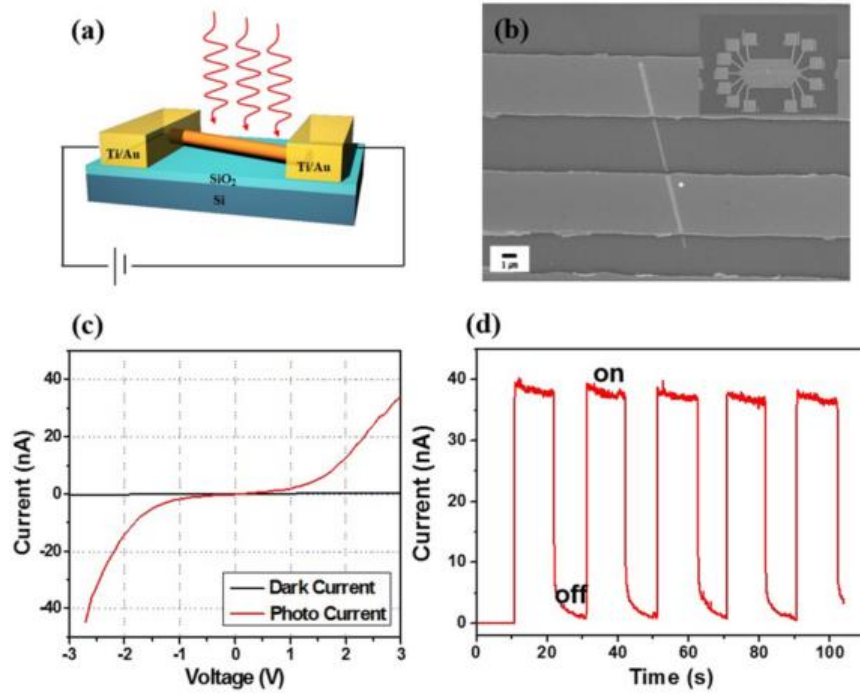 (a)
Ti/Au
Ti/Au
SiO₂
Si
(b)
1 μm
(c)
Current (nA)
40
20
0
-20
-40
-3
-2
-1
0
1
2
3
Voltage (V)
Dark Current
Photo Current
(d)
Current (nA)
40
30
20
10
0
0
20
40
60
80
100
Time (s)
on
off